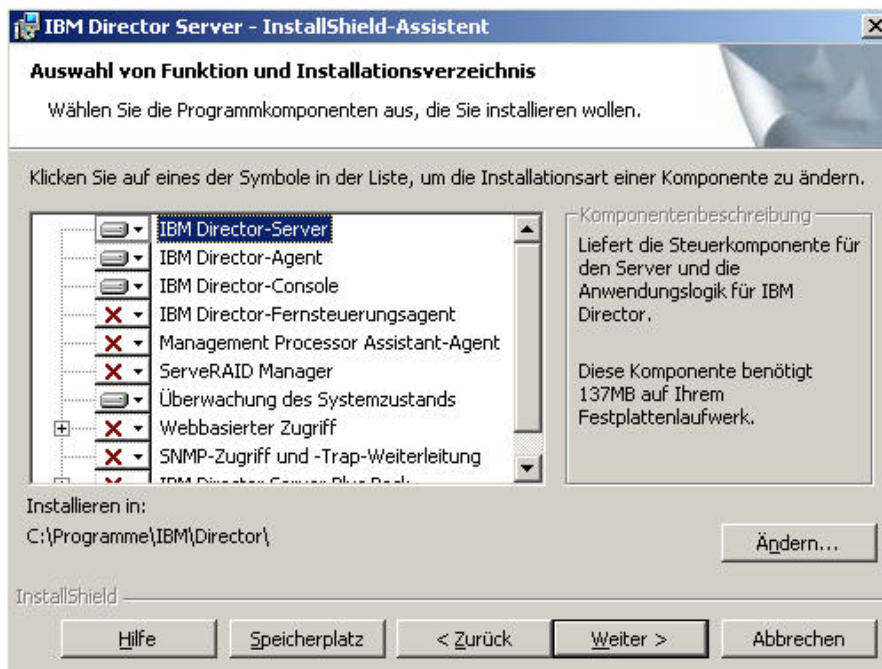 IBM Director Server - InstallShield-Assistent
Auswahl von Funktion und Installationsverzeichnis
Wählen Sie die Programmkomponenten aus, die Sie installieren wollen.
Klicken Sie auf eines der Symbole in der Liste, um die Installationsart einer Komponente zu ändern.
IBM Director-Server
IBM Director-Agent
IBM Director-Console
IBM Director-Fernsteuerungsagent
Management Processor Assistant-Agent
ServeRAID Manager
Überwachung des Systemzustands
Webbasierter Zugriff
SNMP-Zugriff und -Trap-Weiterleitung
IBM Director Server Plus Pack
Komponentenbeschreibung
Liefert die Steuerkomponente für
den Server und die
Anwendungslogik für IBM
Director.
Diese Komponente benötigt
137MB auf Ihrem
Festplattenlaufwerk.
Installieren in:
C:\Programme\IBM\Director\
Ändern...
InstallShield
Hilfe
Speicherplatz
< Zurück
Weiter >
Abbrechen